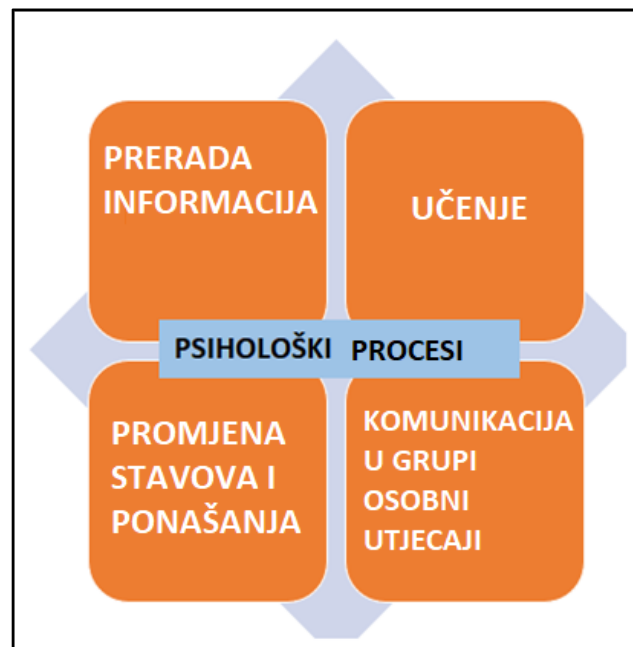 PRERADA
INFORMACIJA
UČENJE
PSIHOLOŠKI PROCESI
PROMJENA
STAVOVA I
PONAŠANJA
KOMUNIKACIJA
U GRUPI
OSOBNI
UTJECAJI